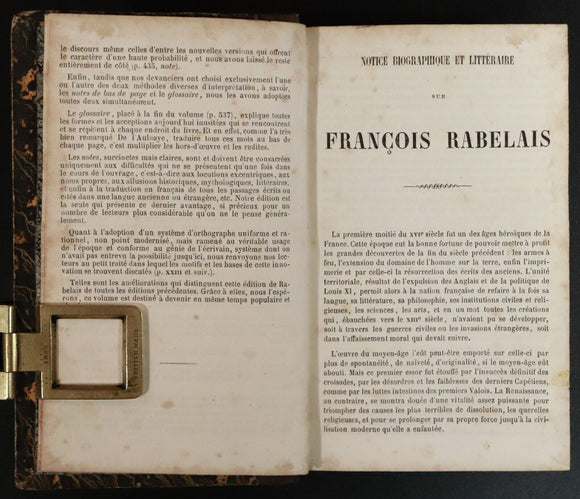 le discours même celles d'entre les nouvelles versions qui offrent
le caractère d'une haute probabilité, et nous avons laissé le reste
entièrement de côté (p. 435, note).
Enfin, tandis que nos devanciers ont choisi exclusivement l'une
ou l'autre des deux méthodes diverses d'interprétation, à savoir,
les notes de bas de page et le glossaire, nous les avons adoptées
toutes deux simultanément.
Le glossaire, placé à la fin du volume (p. 537), explique toutes
les formes et les acceptions aujourd'hui inusitées qui se rencontrent
et se repètent à chaque endroit du livre. Et en effet, comme l'a très
bien remarqué De l'Aulnaye, traduire tous ces mots au bas de
chaque page, c'est multiplier les hors-d'œuvre et les redites.
Les notes, succinctes mais claires, sont et doivent être consacrées
uniquement aux difficultés qui ne se présentent qu'une fois dans
le cours de l'ouvrage, c'est-à-dire aux locutions excentriques, aux
noms propres, aux allusions historiques, mythologiques, littéraires,
et enfin à la traduction en français de tous les passages écrits ou
cités dans une langue ancienne ou étrangère, etc. Notre édition est
la seule qui présente ce dernier avantage, si précieux pour un
nombre de lecteurs plus considérable qu'on ne le pense géné-
ralement.
Quant à l'adoption d'un système d'orthographe uniforme et ra-
tionnel, non point modernisé, mais ramené au véritable usage
de l'époque et conforme au génie de l'écrivain, système dont on
n'avait pas entrevu la possibilité jusqu'ici, nous renvoyons nos lec-
teurs au petit traité dans lequel les motifs et les bases de cette inno-
vation se trouvent discutés (p. XXIII et suiv.).
Telles sont les améliorations qui distinguent cette édition de Ra-
belais de toutes les éditions précédentes. Grâce à elles, nous l'espé-
rons, ce volume est destiné à devenir en même temps populaire et
BRITISH MADE
NOTICE BIOGRAPHIQUE ET LITTÉRAIRE
SUR
FRANÇOIS RABELAIS
La première moitié du XVIe siècle fut un des âges héroïques de la
France. Cette époque eut la bonne fortune de pouvoir mettre à profit
les grandes découvertes de la fin du siècle précédent : les armes à
feu, l'extension du domaine de l'homme sur la terre, enfin l'impri-
merie et par celle-ci la résurrection des écrits des anciens. L'unité
territoriale, résultat de l'expulsion des Anglais et de la politique de
Louis XI, permit alors à la nation française de refaire à la fois sa
langue, sa littérature, sa philosophie, ses institutions civiles et reli-
gieuses, les sciences, les arts, et en un mot toutes les créations
qui, ébauchées vers le XIIIe siècle, n'avaient pu se développer,
soit à travers les guerres civiles ou les invasions étrangères, soit
dans l'affaissement moral qui devait suivre.
L'œuvre du moyen-âge l'eût peut-être emporté sur celle-ci par
plus de spontanéité, de naïveté, d'originalité, si le moyen-âge eût
abouti. Mais ce premier essor fut étouffé par l'insuccès définitif des
croisades, par les désordres et les faiblesses des derniers Capétiens,
comme par les luttes intestines des premiers Valois. La Renaissance,
au contraire, se montra douée d'une vitalité assez puissante pour
triompher des causes les plus terribles de dissolution, les querelles
religieuses, et pour se prolonger par sa propre force jusqu'à la civi-
lisation moderne qu'elle a enfantée.